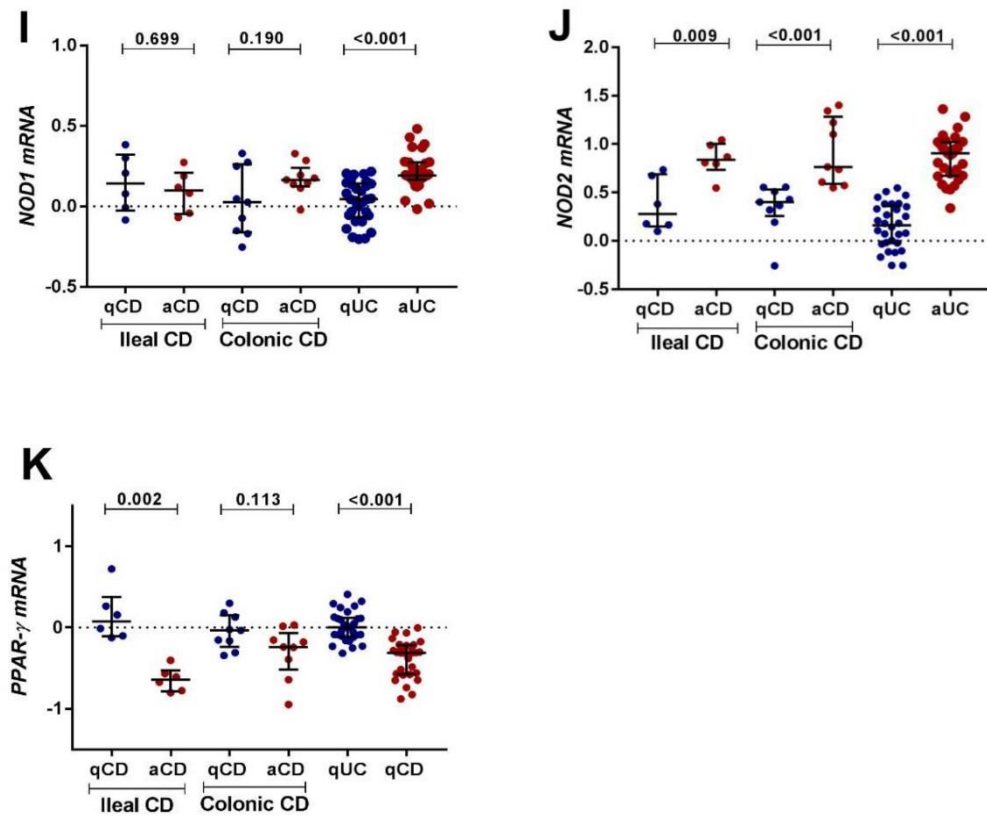 I
0.699 0.190 <0.001
1.0
0.5
0.0
-0.5
NOD1 mRNA
qCD aCD qCD aCD qUC aUC
Ileal CD Colonic CD
J
0.009 <0.001 <0.001
2.0
1.5
1.0
0.5
0.0
-0.5
NOD2 mRNA
qCD aCD qCD aCD qUC aUC
Ileal CD Colonic CD
K
0.002 0.113 <0.001
1
0
-1
PPAR-γ mRNA
qCD aCD qCD aCD qUC qCD
Ileal CD Colonic CD